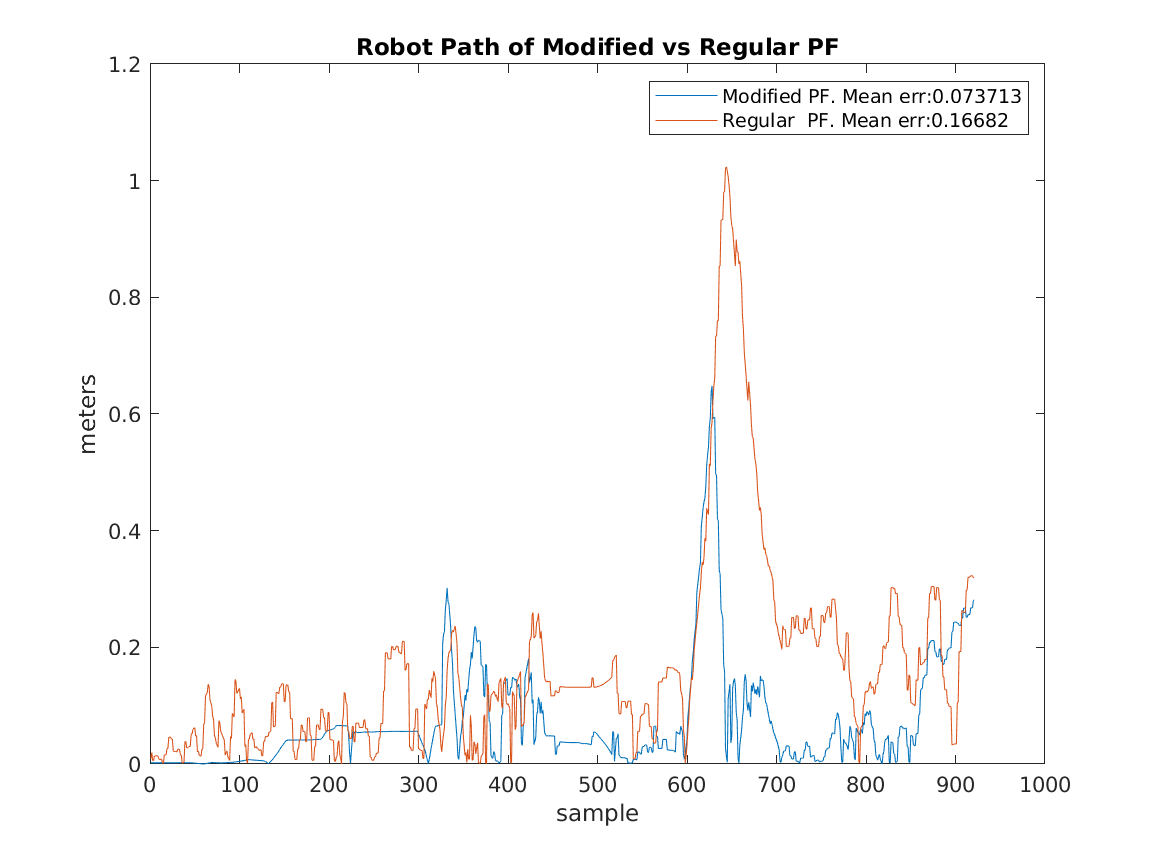 Robot Path of Modified vs Regular PF
Modified PF. Mean err:0.073713
Regular  PF. Mean err:0.16682
1.2
1
0.8
0.6
0.4
0.2
0
meters
0 100 200 300 400 500 600 700 800 900 1000
sample